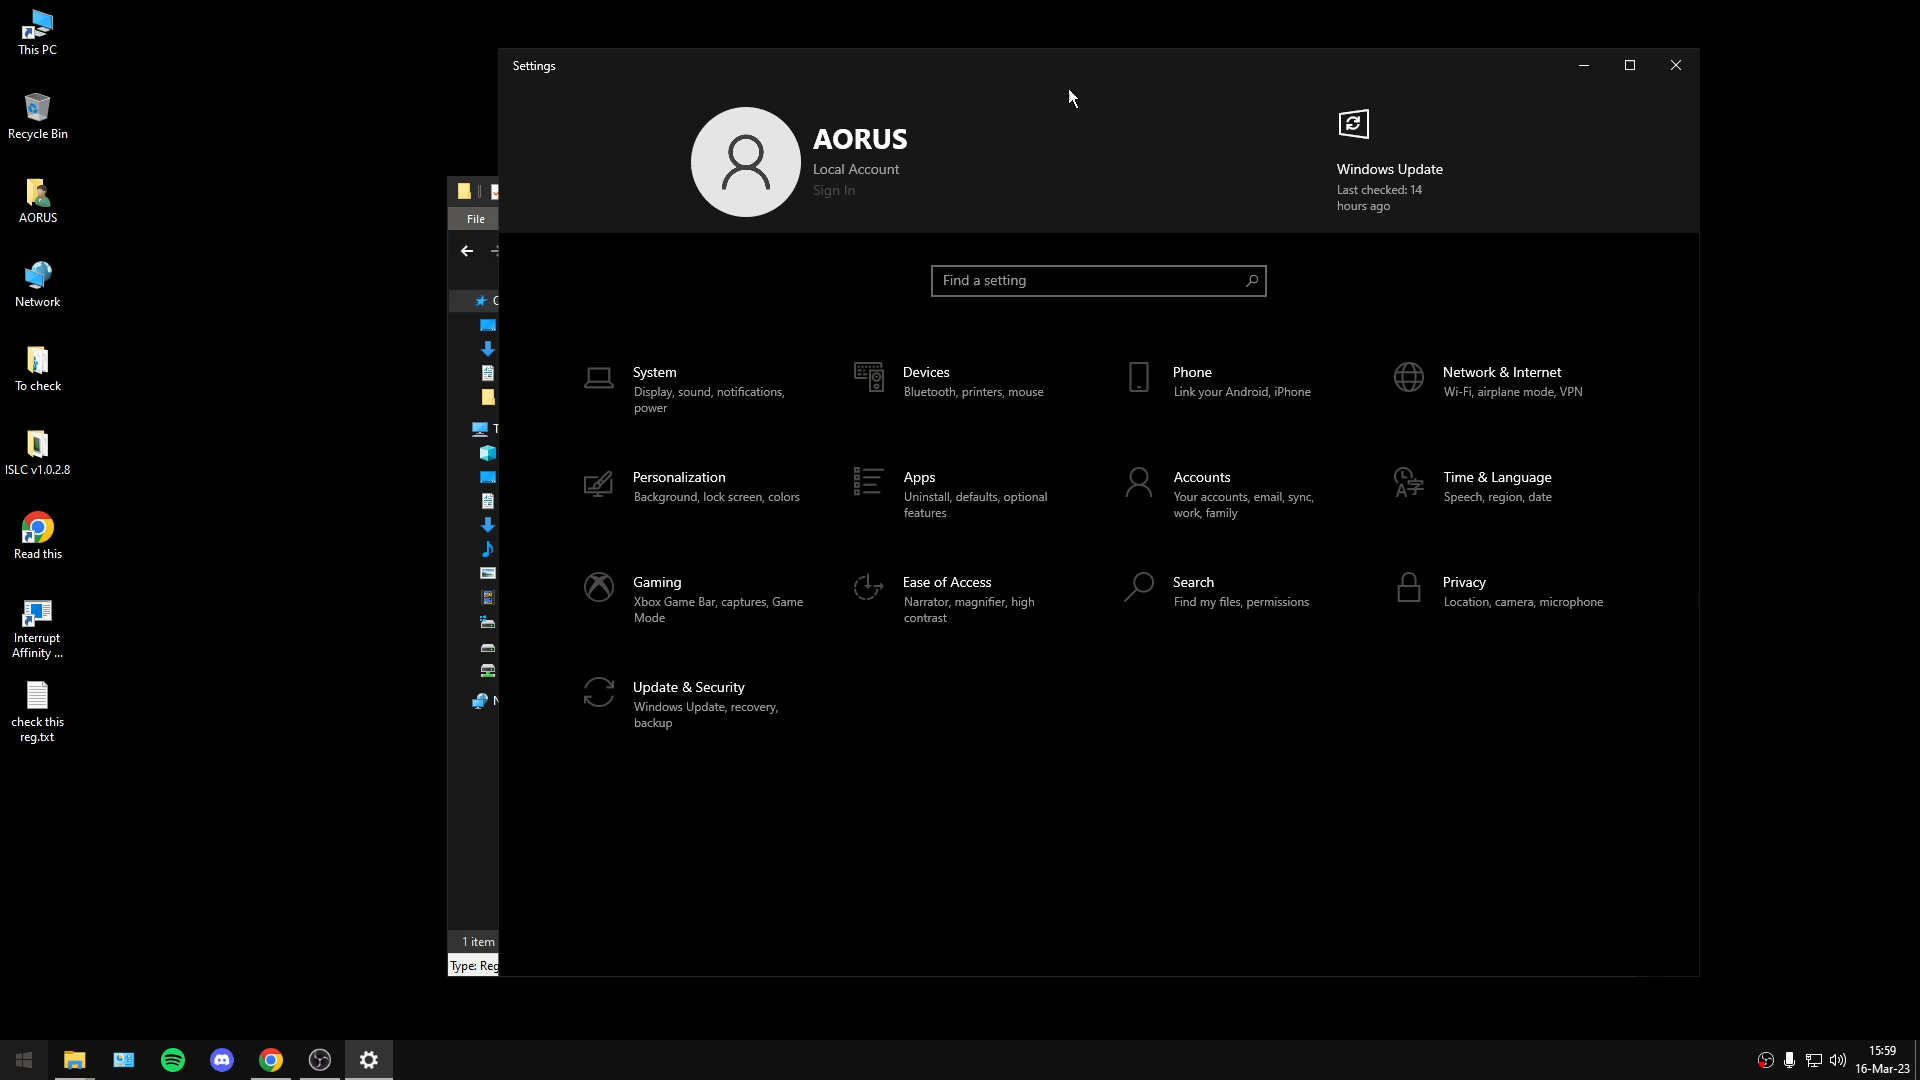 This PC
Recycle Bin
AORUS
Network
To check
ISLC v1.0.2.8
Read this
Interrupt
Affinity ...
check this
reg.txt
File
1 item
Type: Reg
Settings
AORUS
Local Account
Sign In
Windows Update
Last checked: 14
hours ago
Find a setting
System
Display, sound, notifications,
power
Devices
Bluetooth, printers, mouse
Phone
Link your Android, iPhone
Network & Internet
Wi-Fi, airplane mode, VPN
Personalization
Background, lock screen, colors
Apps
Uninstall, defaults, optional
features
Accounts
Your accounts, email, sync,
work, family
Time & Language
Speech, region, date
Gaming
Xbox Game Bar, captures, Game
Mode
Ease of Access
Narrator, magnifier, high
contrast
Search
Find my files, permissions
Privacy
Location, camera, microphone
Update & Security
Windows Update, recovery,
backup
15:59
16-Mar-23